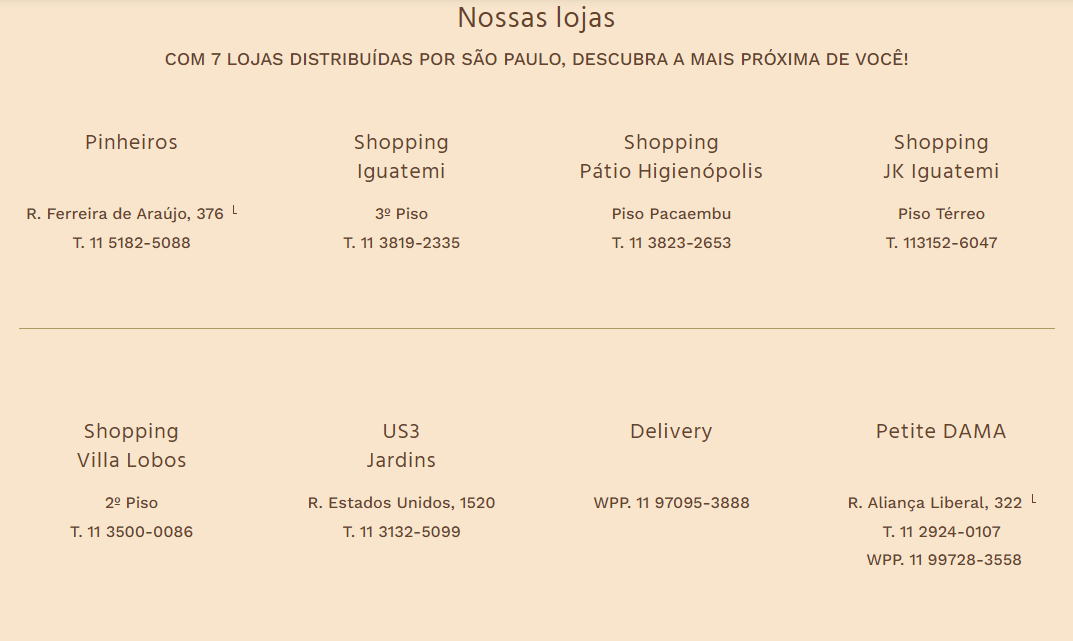 Nossas lojas
COM 7 LOJAS DISTRIBUÍDAS POR SÃO PAULO, DESCUBRA A MAIS PRÓXIMA DE VOCÊ!
Pinheiros
R. Ferreira de Araújo, 376 └
T. 11 5182-5088
Shopping
Iguatemi
3º Piso
T. 11 3819-2335
Shopping
Pátio Higienópolis
Piso Pacaembu
T. 11 3823-2653
Shopping
JK Iguatemi
Piso Térreo
T. 113152-6047
Shopping
Villa Lobos
2º Piso
T. 11 3500-0086
US3
Jardins
R. Estados Unidos, 1520
T. 11 3132-5099
Delivery
WPP. 11 97095-3888
Petite DAMA
R. Aliança Liberal, 322 └
T. 11 2924-0107
WPP. 11 99728-3558